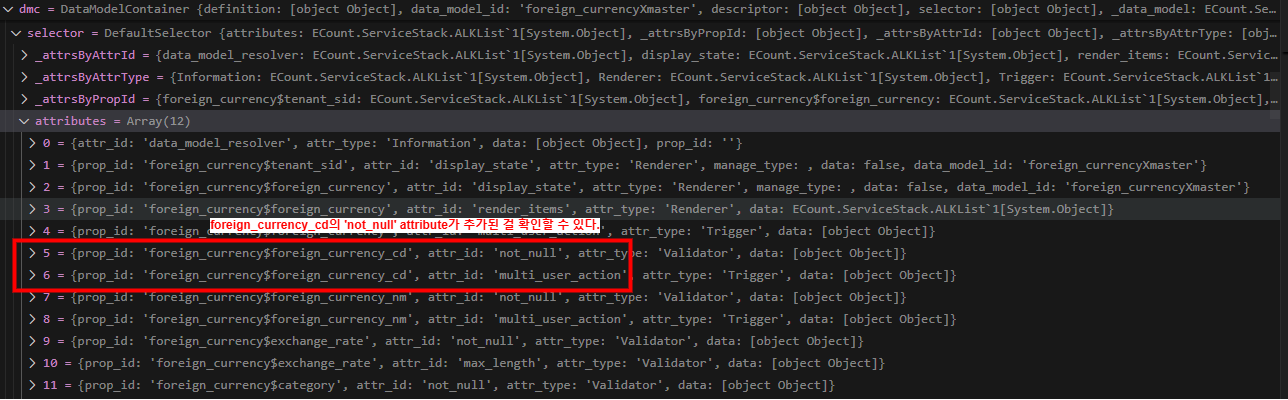 dmc = DataModelContainer {definition: [object Object], data_model_id: 'foreign_currencyXmaster', descriptor: [object Object], selector: [object Object], _data_model: ECount.Se...
selector = DefaultSelector {attributes: ECount.ServiceStack.ALKList`1[System.Object], _attrsByPropId: [object Object], _attrsByAttrId: [object Object], _attrsByAttrType: [obj...
_attrsByAttrId = {data_model_resolver: ECount.ServiceStack.ALKList`1[System.Object], display_state: ECount.ServiceStack.ALKList`1[System.Object], render_items: ECount.Servic...
_attrsByAttrType = {Information: ECount.ServiceStack.ALKList`1[System.Object], Renderer: ECount.ServiceStack.ALKList`1[System.Object], Trigger: ECount.ServiceStack.ALKList`1...
_attrsByPropId = {foreign_currency$tenant_sid: ECount.ServiceStack.ALKList`1[System.Object], foreign_currency$foreign_currency: ECount.ServiceStack.ALKList`1[System.Object],...
attributes = Array(12)
0 = {attr_id: 'data_model_resolver', attr_type: 'Information', data: [object Object], prop_id: ''}
1 = {prop_id: 'foreign_currency$tenant_sid', attr_id: 'display_state', attr_type: 'Renderer', manage_type: , data: false, data_model_id: 'foreign_currencyXmaster'}
2 = {prop_id: 'foreign_currency$foreign_currency', attr_id: 'display_state', attr_type: 'Renderer', manage_type: , data: false, data_model_id: 'foreign_currencyXmaster'}
3 = {prop_id: 'foreign_currency$foreign_currency', attr_id: 'render_items', attr_type: 'Renderer', data: ECount.ServiceStack.ALKList`1[System.Object]}
foreign_currency_cd의 'not_null' attribute가 추가된 걸 확인할 수 있다.
4 = {prop_id: 'foreign_currency$foreign_currency', attr_id: 'multi_user_action', attr_type: 'Trigger', data: [object Object]}
5 = {prop_id: 'foreign_currency$foreign_currency_cd', attr_id: 'not_null', attr_type: 'Validator', data: [object Object]}
6 = {prop_id: 'foreign_currency$foreign_currency_cd', attr_id: 'multi_user_action', attr_type: 'Trigger', data: [object Object]}
7 = {prop_id: 'foreign_currency$foreign_currency_nm', attr_id: 'not_null', attr_type: 'Validator', data: [object Object]}
8 = {prop_id: 'foreign_currency$foreign_currency_nm', attr_id: 'multi_user_action', attr_type: 'Trigger', data: [object Object]}
9 = {prop_id: 'foreign_currency$exchange_rate', attr_id: 'not_null', attr_type: 'Validator', data: [object Object]}
10 = {prop_id: 'foreign_currency$exchange_rate', attr_id: 'max_length', attr_type: 'Validator', data: [object Object]}
11 = {prop_id: 'foreign_currency$category', attr_id: 'not_null', attr_type: 'Validator', data: [object Object]}